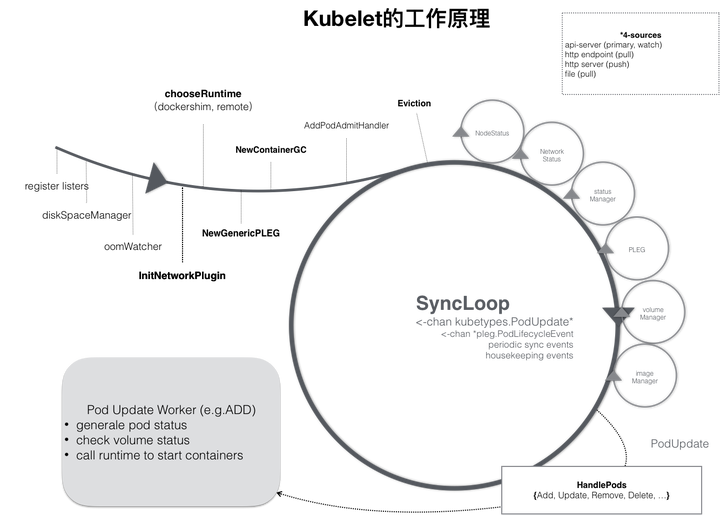 Kubelet的工作原理
*4-sources
api-server (primary, watch)
http endpoint (pull)
http server (push)
file (pull)
chooseRuntime
(dockershim, remote)
Eviction
AddPodAdmitHandler
NewContainerGC
register listers
diskSpaceManager
oomWatcher
NewGenericPLEG
InitNetworkPlugin
NodeStatus
Network
Status
status
Manager
PLEG
volume
Manager
image
Manager
SyncLoop
<-chan kubetypes.PodUpdate*
<-chan *pleg.PodLifecycleEvent
periodic sync events
housekeeping events
Pod Update Worker (e.g.ADD)
• generale pod status
• check volume status
• call runtime to start containers
PodUpdate
HandlePods
{Add, Update, Remove, Delete, …}